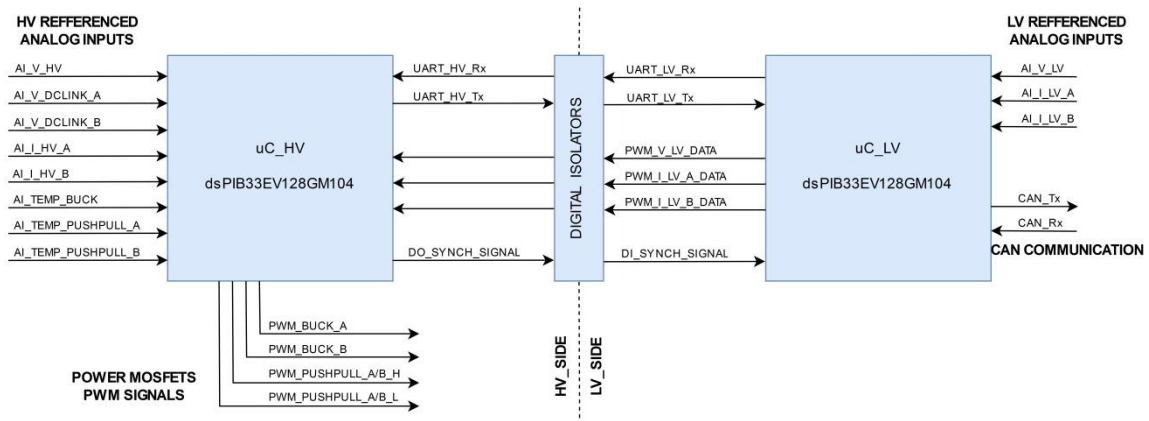 HV REFFERENCED
ANALOG INPUTS
AI_V_HV
AI_V_DCLINK_A
AI_V_DCLINK_B
AI_I_HV_A
AI_I_HV_B
AI_TEMP_BUCK
AI_TEMP_PUSHPULL_A
AI_TEMP_PUSHPULL_B
uC_HV
dsPIB33EV128GM104
UART_HV_Rx
UART_HV_Tx
DO_SYNCH_SIGNAL
DIGITAL ISOLATORS
UART_LV_Rx
UART_LV_Tx
PWM_V_LV_DATA
PWM_I_LV_A_DATA
PWM_I_LV_B_DATA
DI_SYNCH_SIGNAL
uC_LV
dsPIB33EV128GM104
LV REFFERENCED
ANALOG INPUTS
AI_V_LV
AI_I_LV_A
AI_I_LV_B
CAN_Tx
CAN_Rx
CAN COMMUNICATION
PWM_BUCK_A
PWM_BUCK_B
PWM_PUSHPULL_A/B_H
PWM_PUSHPULL_A/B_L
POWER MOSFETS
PWM SIGNALS
HV_SIDE
LV_SIDE